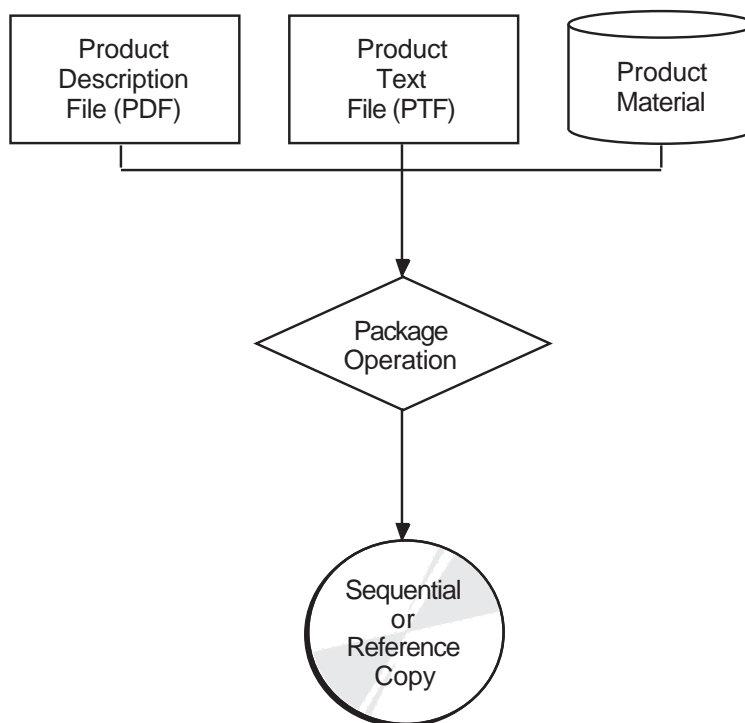 Product
Description
File (PDF)
Product
Text
File (PTF)
Product
Material
Package
Operation
Sequential
or
Reference
Copy